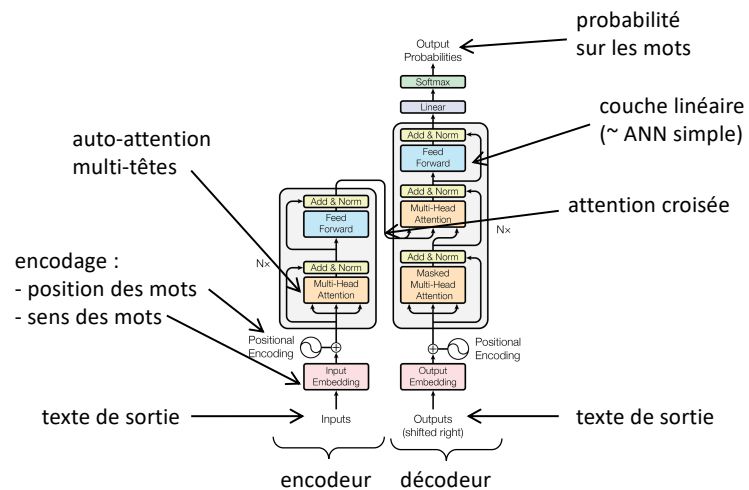 probabilité
sur les mots
Output
Probabilities
Softmax
Linear
couche linéaire
(~ ANN simple)
Add & Norm
Feed
Forward
auto-attention
multi-têtes
Add & Norm
Multi-Head
Attention
attention croisée
Add & Norm
Feed
Forward
N×
N×
Add & Norm
Masked
Multi-Head
Attention
encodage :
- position des mots
- sens des mots
Add & Norm
Multi-Head
Attention
Positional
Encoding
Positional
Encoding
Input
Embedding
Output
Embedding
texte de sortie
Inputs
Outputs
(shifted right)
texte de sortie
encodeur
décodeur